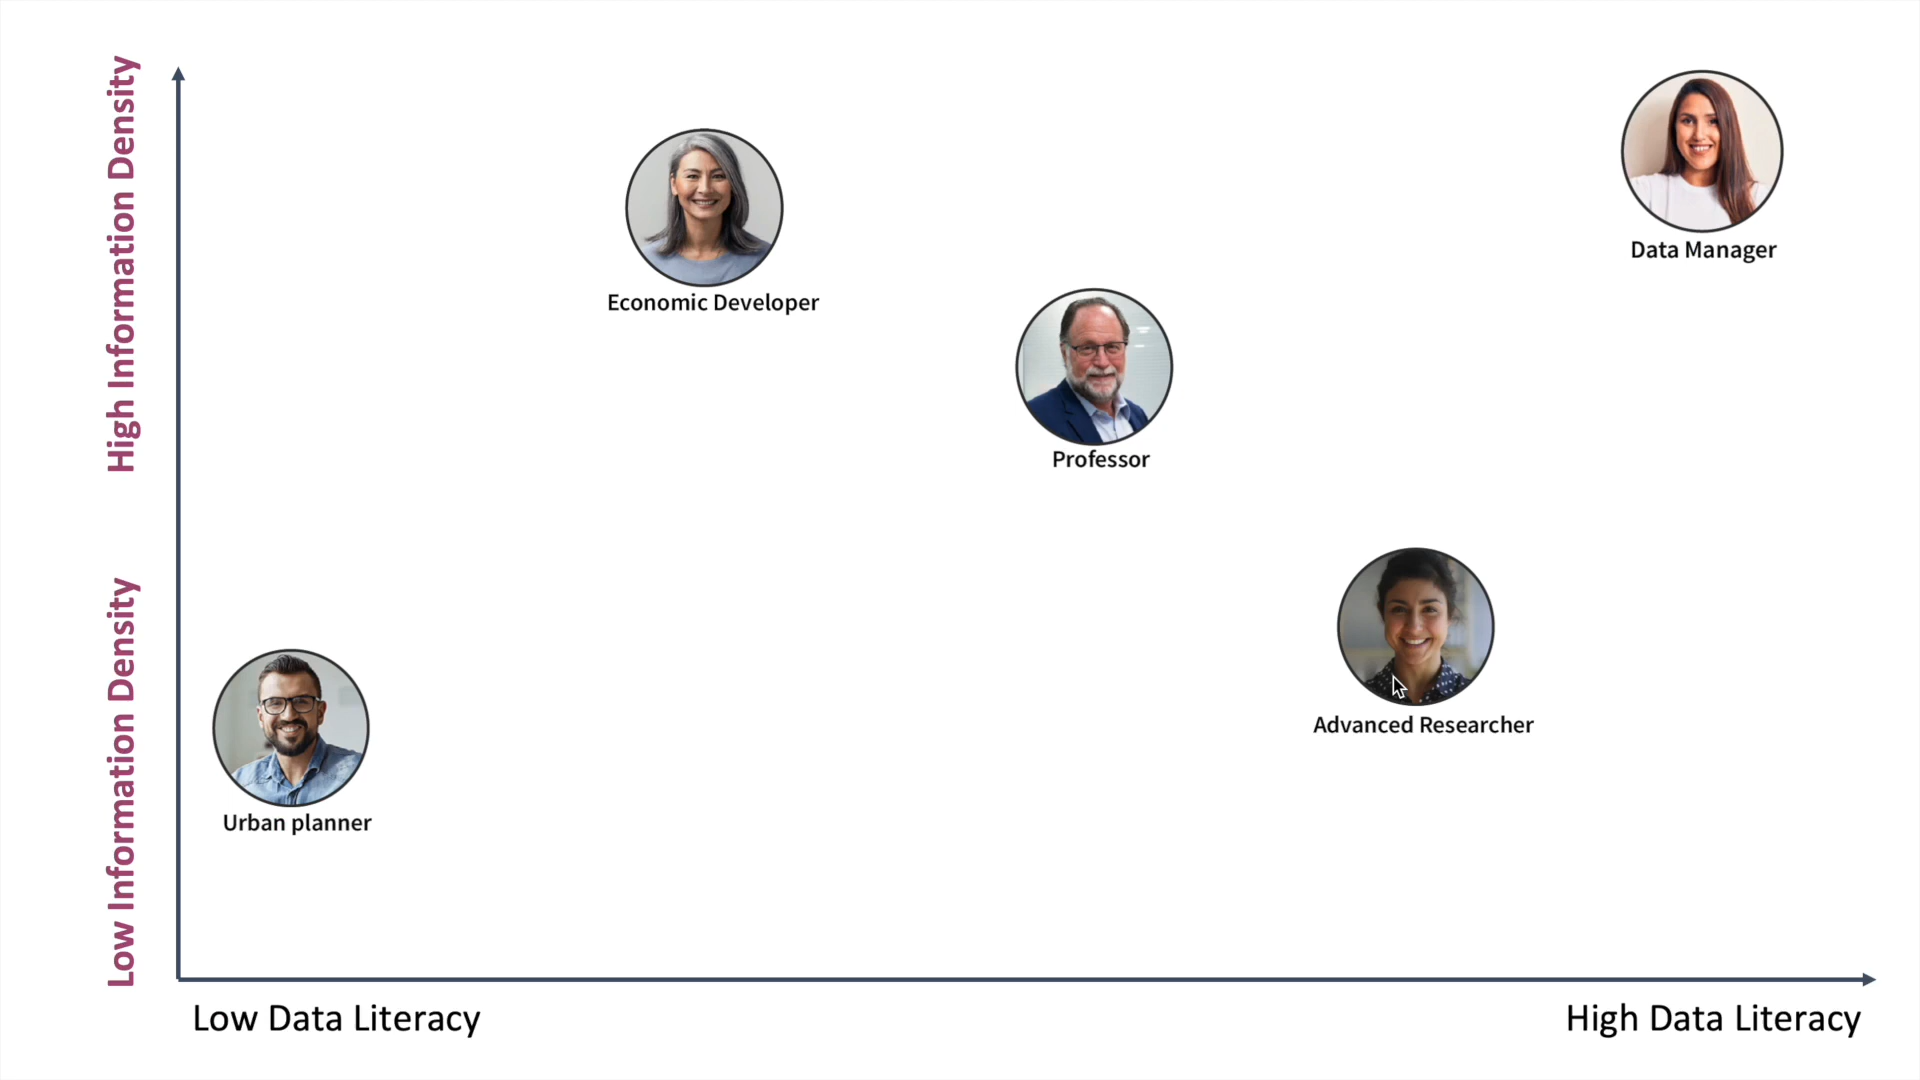 High Information Density
Low Information Density
Economic Developer
Data Manager
Professor
Advanced Researcher
Urban planner
Low Data Literacy
High Data Literacy